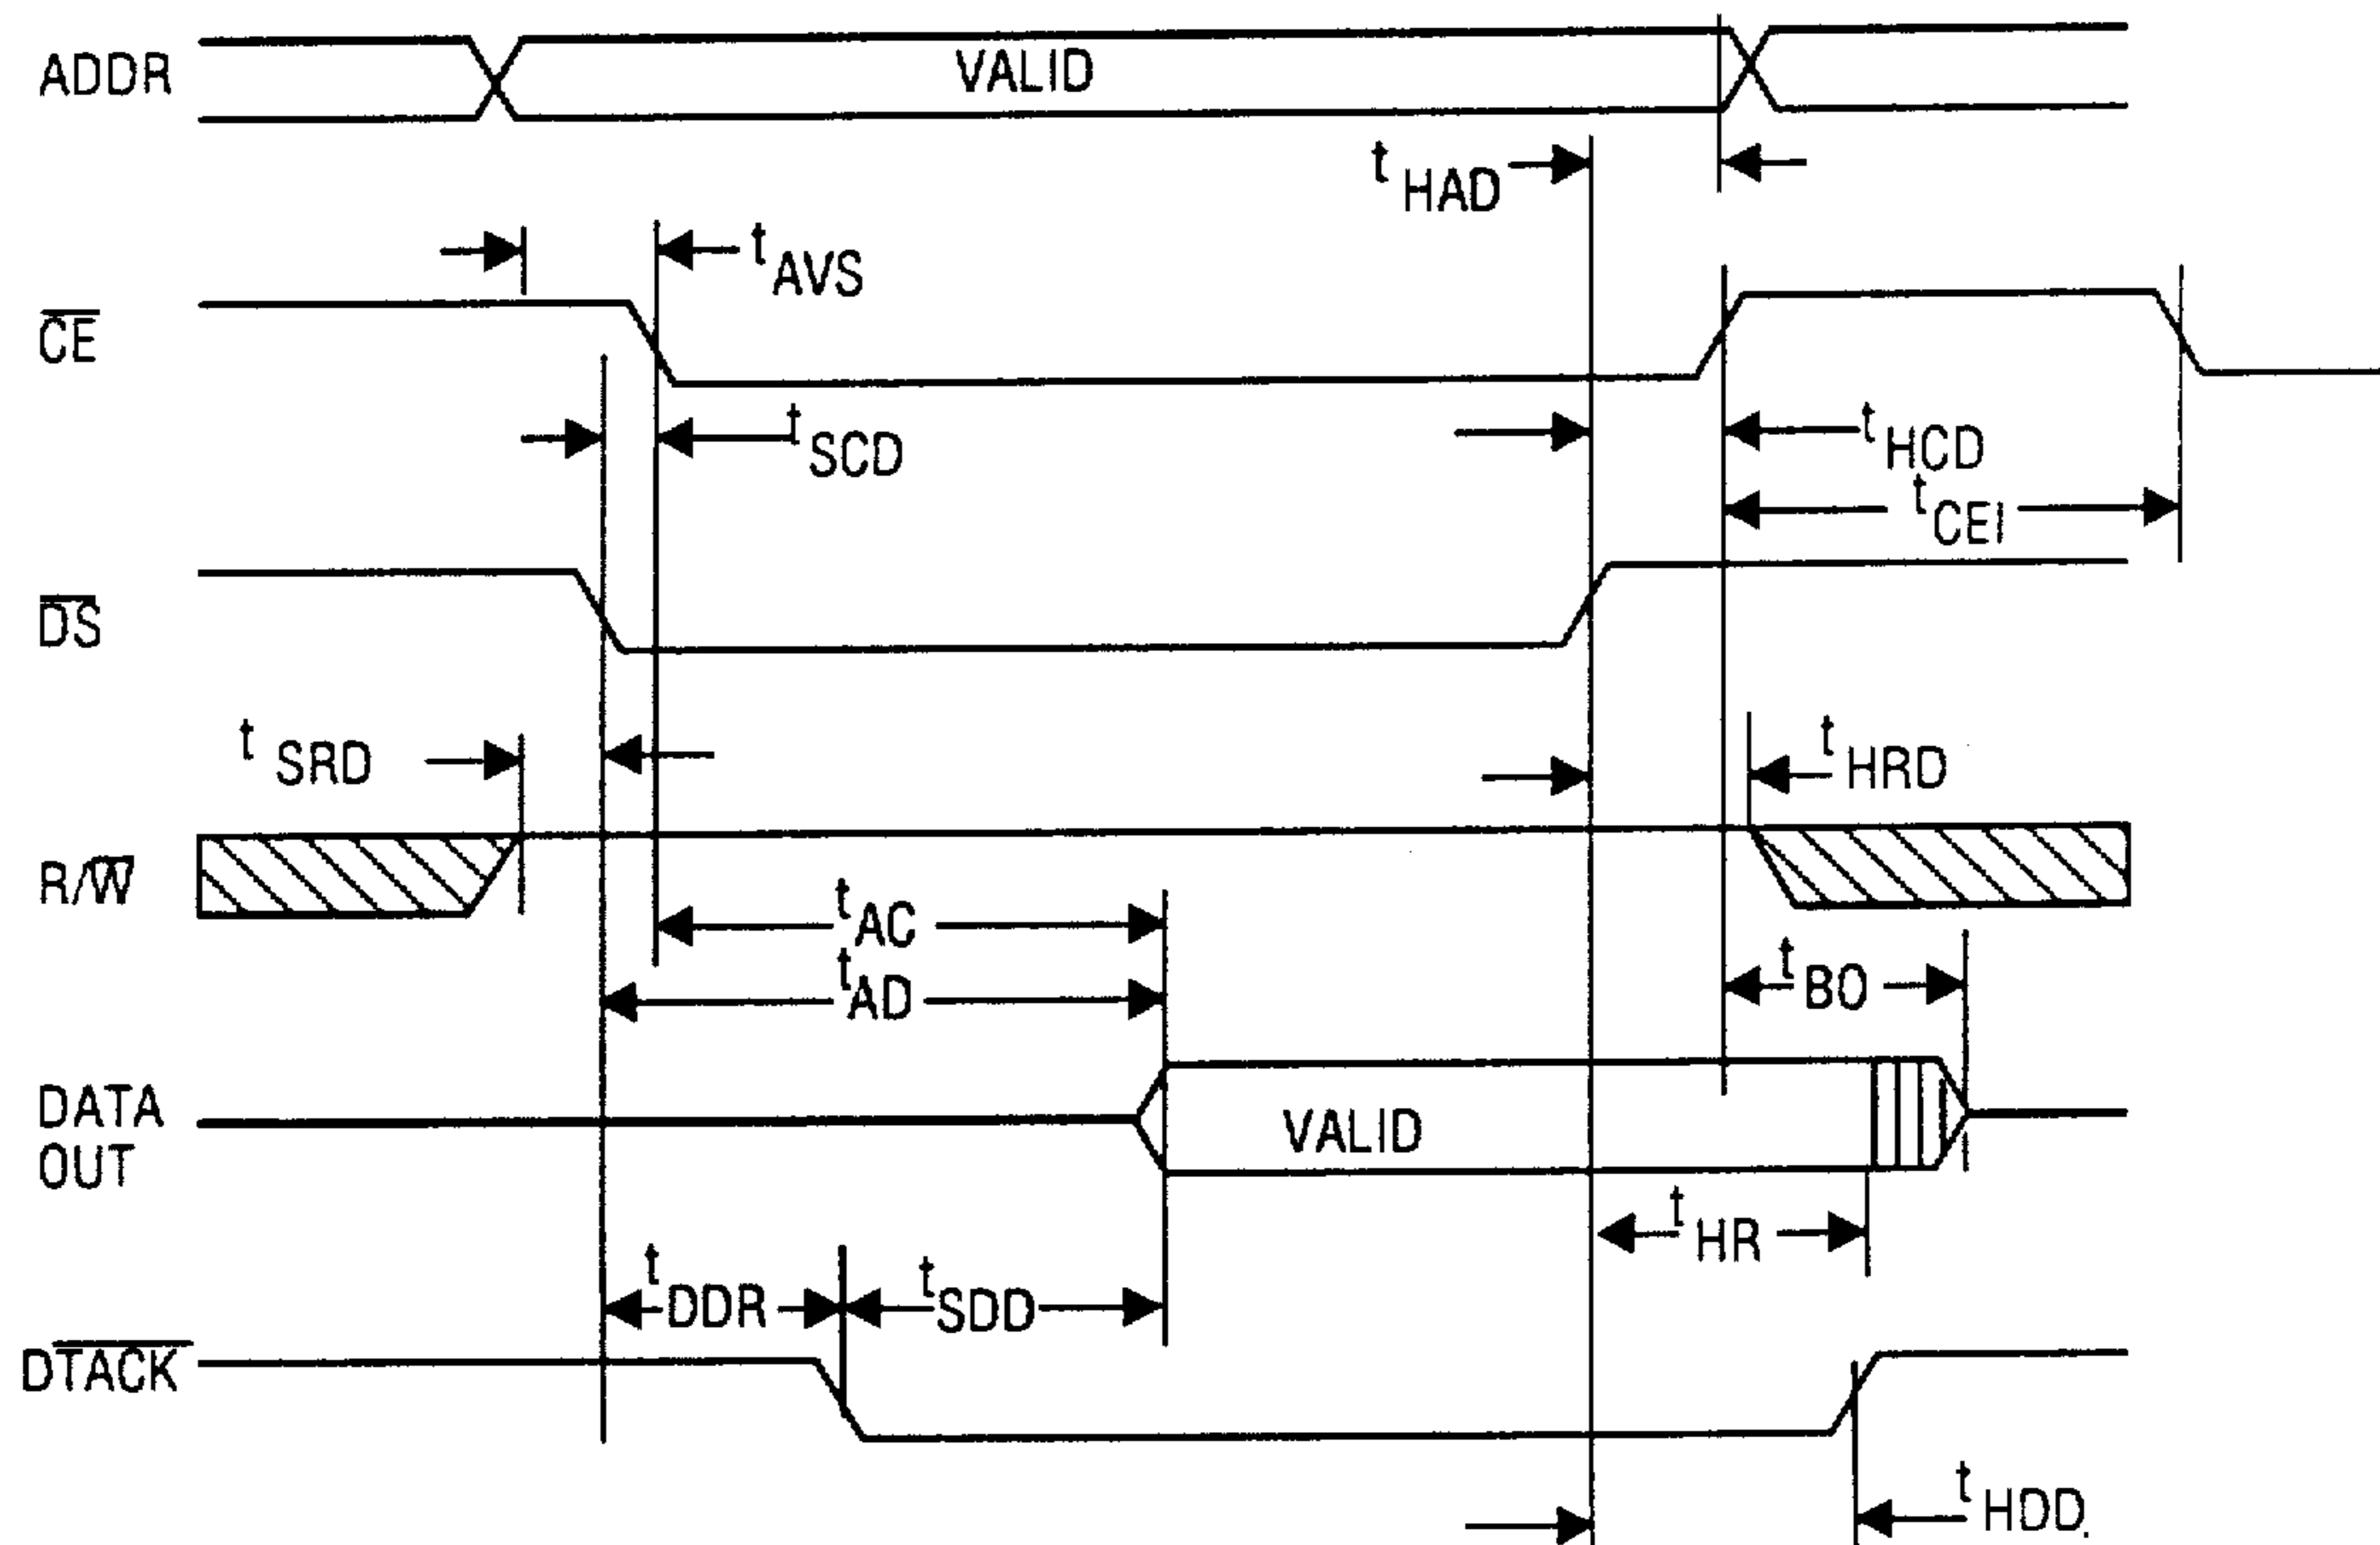 ADDR
VALID
t HAD
t AVS
CE
t SCD
t HCD
t CEI
DS
t SRD
t HRD
R/W
t AC
t AD
t BO
DATA
OUT
VALID
t HR
t DDR
t SDD
DTACK
t HDD.